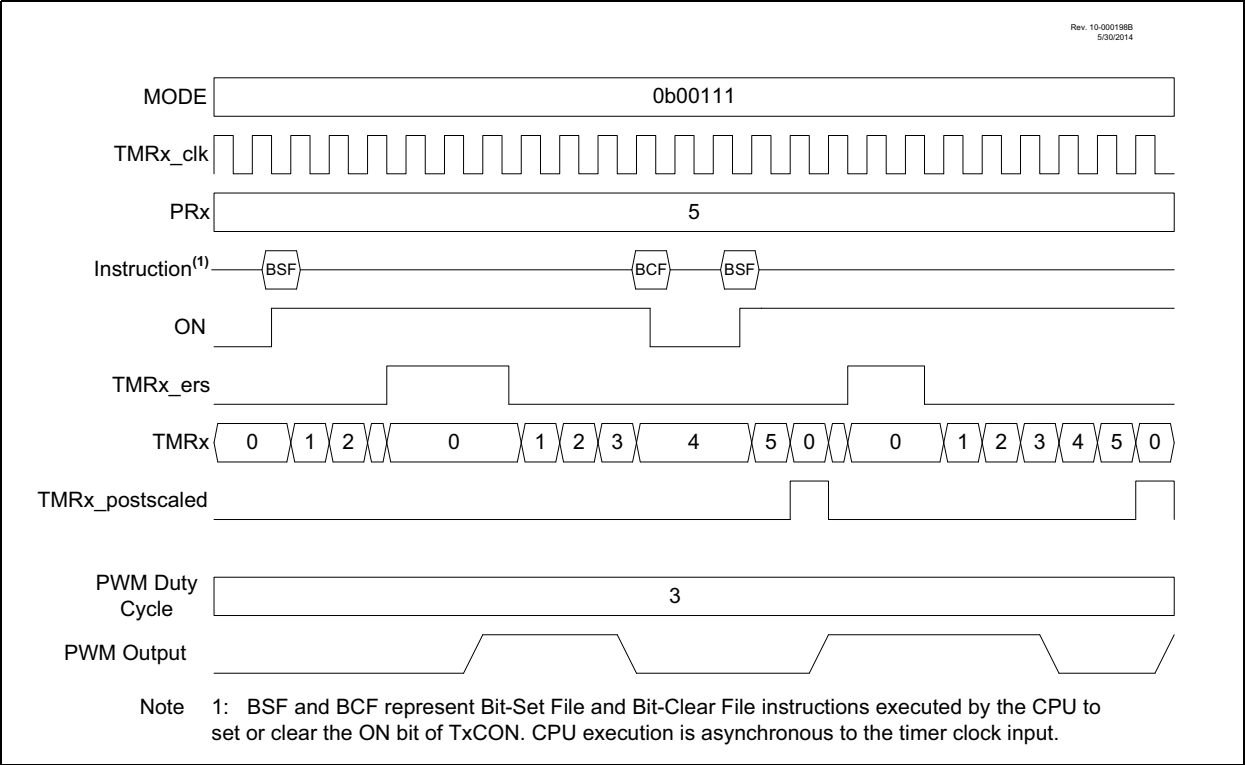 Rev. 10-000198B
5/30/2014
MODE 0b00111
TMRx_clk
PRx 5
Instruction(1) BSF BCF BSF
ON
TMRx_ers
TMRx 0 1 2 0 1 2 3 4 5 0 0 1 2 3 4 5 0
TMRx_postscaled
PWM Duty
Cycle 3
PWM Output
Note 1: BSF and BCF represent Bit-Set File and Bit-Clear File instructions executed by the CPU to
set or clear the ON bit of TxCON. CPU execution is asynchronous to the timer clock input.